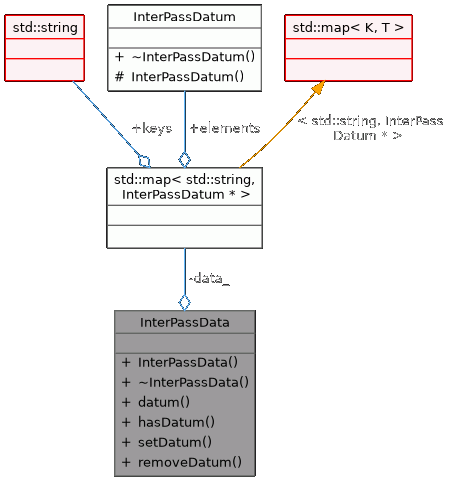 std::string
InterPassDatum
+ ~InterPassDatum()
# InterPassDatum()
std::map< K, T >
+keys
+elements
< std::string, InterPass
Datum * >
std::map< std::string,
InterPassDatum * >
-data_
InterPassData
+ InterPassData()
+ ~InterPassData()
+ datum()
+ hasDatum()
+ setDatum()
+ removeDatum()